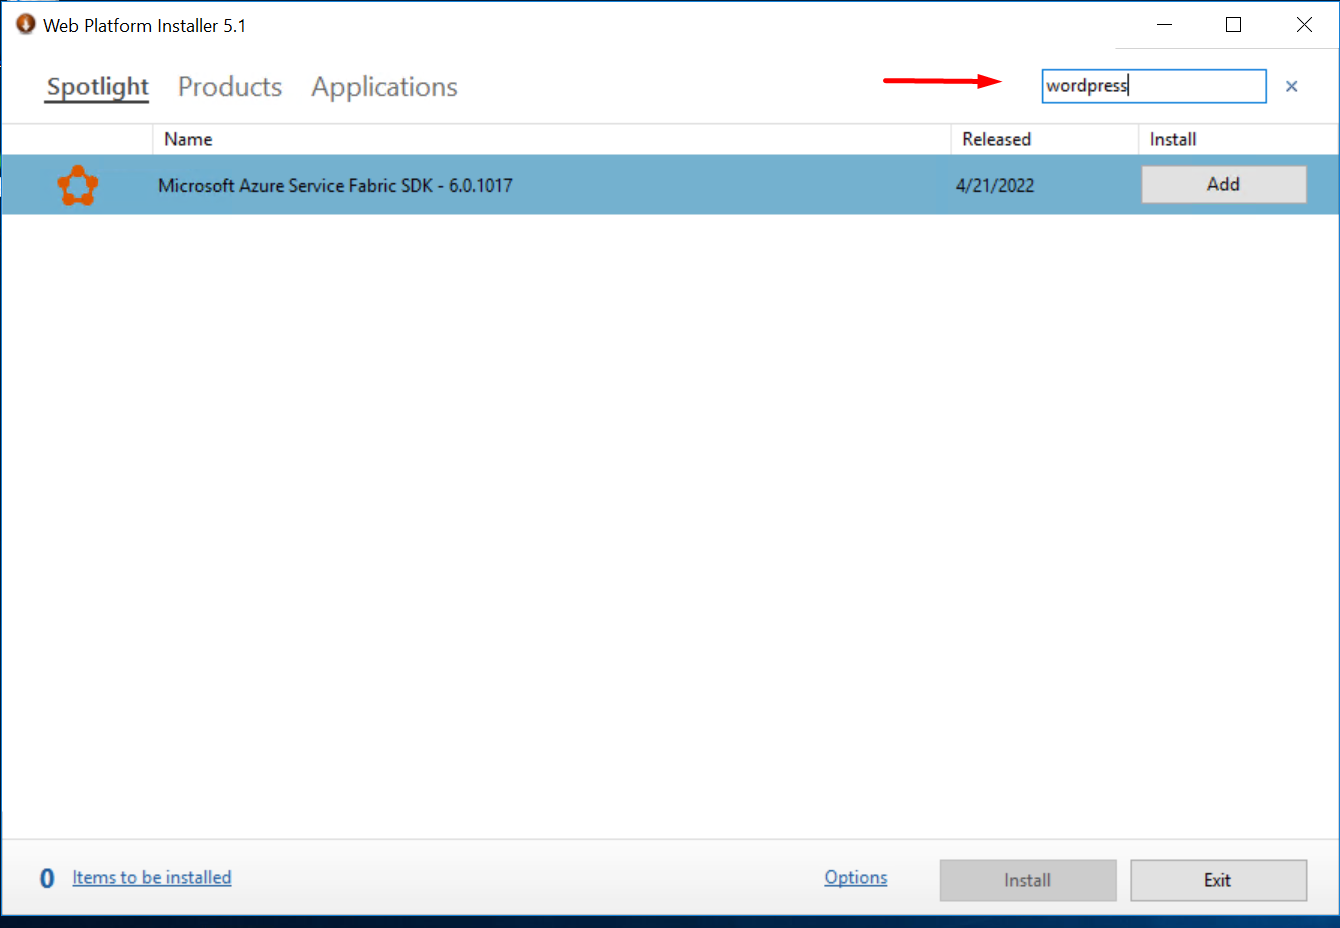 Web Platform Installer 5.1
Spotlight Products Applications wordpress
Name Released Install
Microsoft Azure Service Fabric SDK - 6.0.1017 4/21/2022 Add
0 Items to be installed Options Install Exit